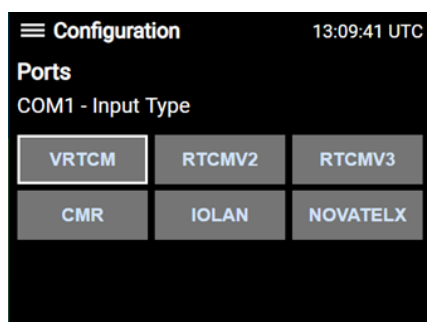 Configuration 13:09:41 UTC
Ports
COM1 - Input Type
VRTCM RTCMV2 RTCMV3
CMR IOLAN NOVATELX